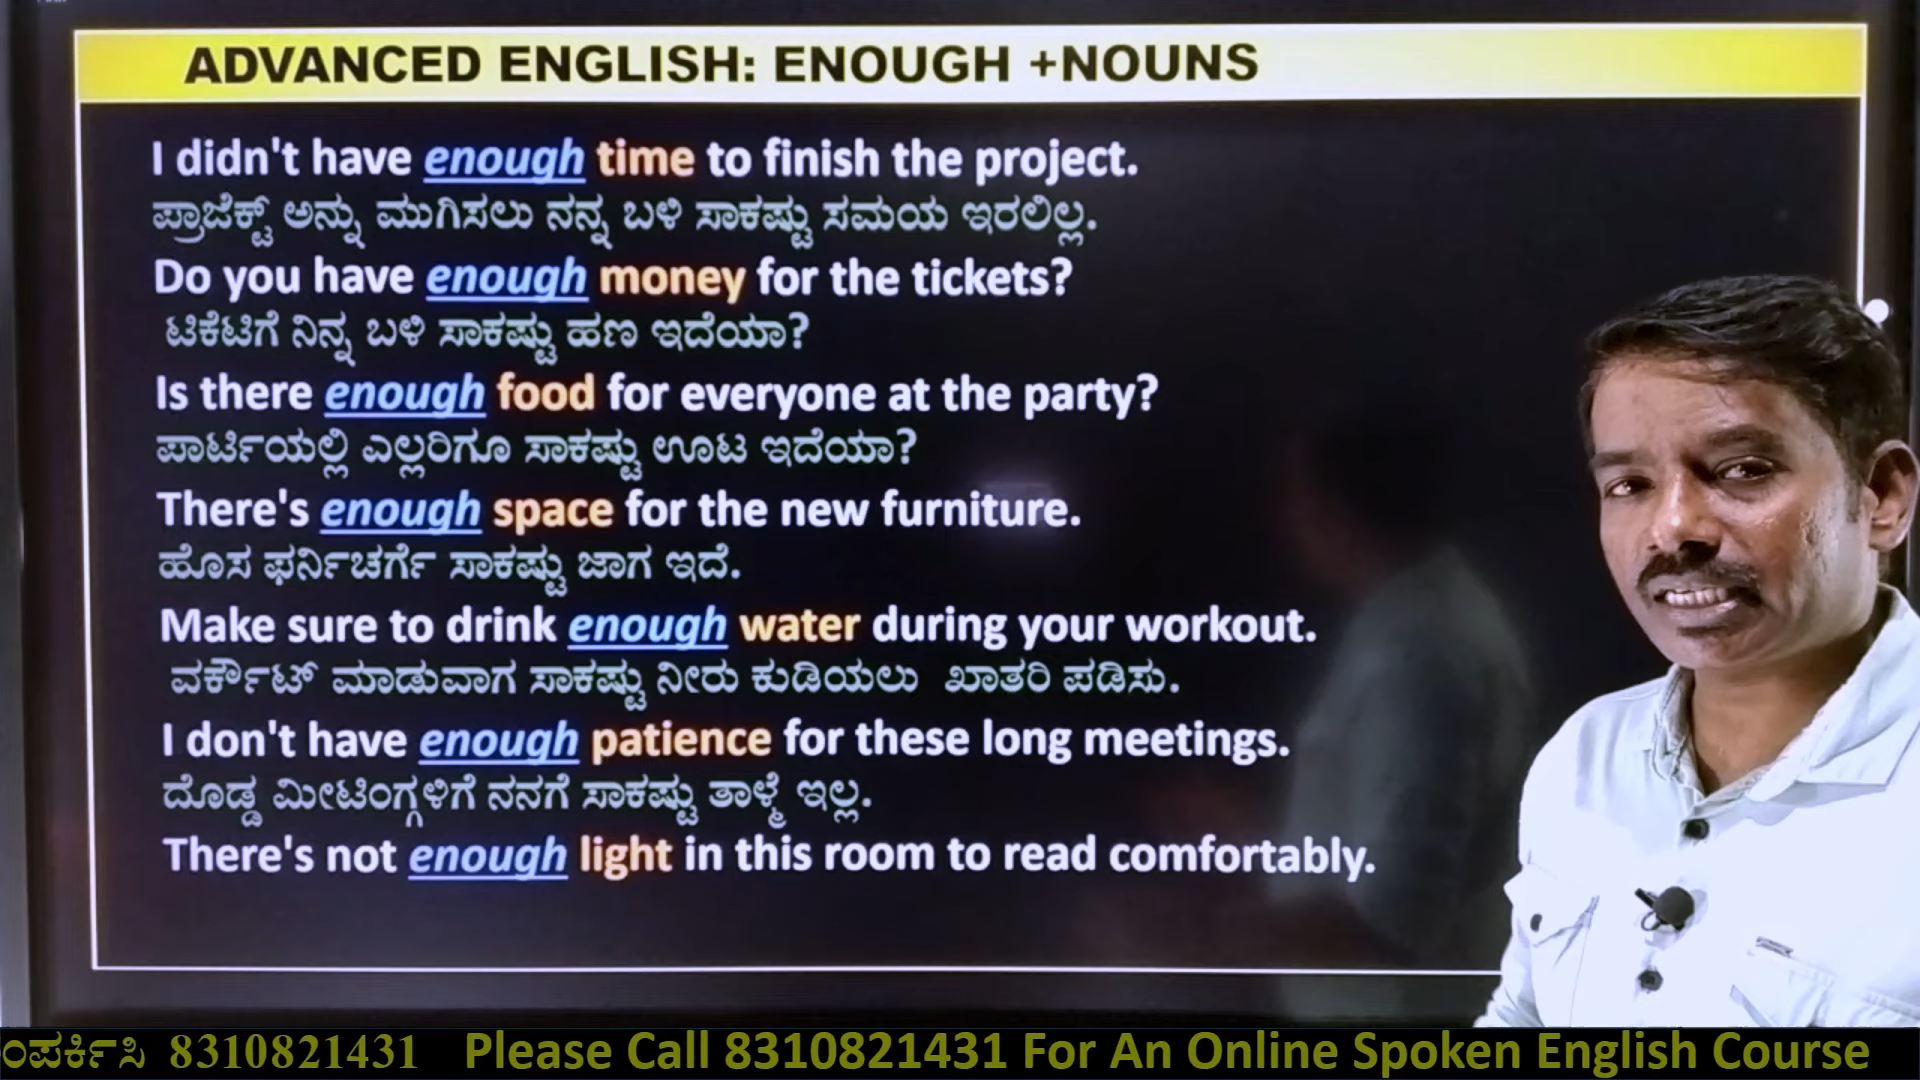 ADVANCED ENGLISH: ENOUGH +NOUNS
I didn't have enough time to finish the project.
ಪ್ರಾಜೆಕ್ಟ್ ಅನ್ನು ಮುಗಿಸಲು ನನ್ನ ಬಳಿ ಸಾಕಷ್ಟು ಸಮಯ ಇರಲಿಲ್ಲ.
Do you have enough money for the tickets?
ಟಿಕೆಟಿಗೆ ನಿನ್ನ ಬಳಿ ಸಾಕಷ್ಟು ಹಣ ಇದೆಯಾ?
Is there enough food for everyone at the party?
ಪಾರ್ಟಿಯಲ್ಲಿ ಎಲ್ಲರಿಗೂ ಸಾಕಷ್ಟು ಊಟ ಇದೆಯಾ?
There's enough space for the new furniture.
ಹೊಸ ಫರ್ನಿಚರ್ಗೆ ಸಾಕಷ್ಟು ಜಾಗ ಇದೆ.
Make sure to drink enough water during your workout.
ವರ್ಕೌಟ್ ಮಾಡುವಾಗ ಸಾಕಷ್ಟು ನೀರು ಕುಡಿಯಲು ಖಾತರಿ ಪಡಿಸು.
I don't have enough patience for these long meetings.
ದೊಡ್ಡ ಮೀಟಿಂಗ್ಗಳಿಗೆ ನನಗೆ ಸಾಕಷ್ಟು ತಾಳ್ಮೆ ಇಲ್ಲ.
There's not enough light in this room to read comfortably.
ಂಪರ್ಕಿಸಿ 8310821431 Please Call 8310821431 For An Online Spoken English Course